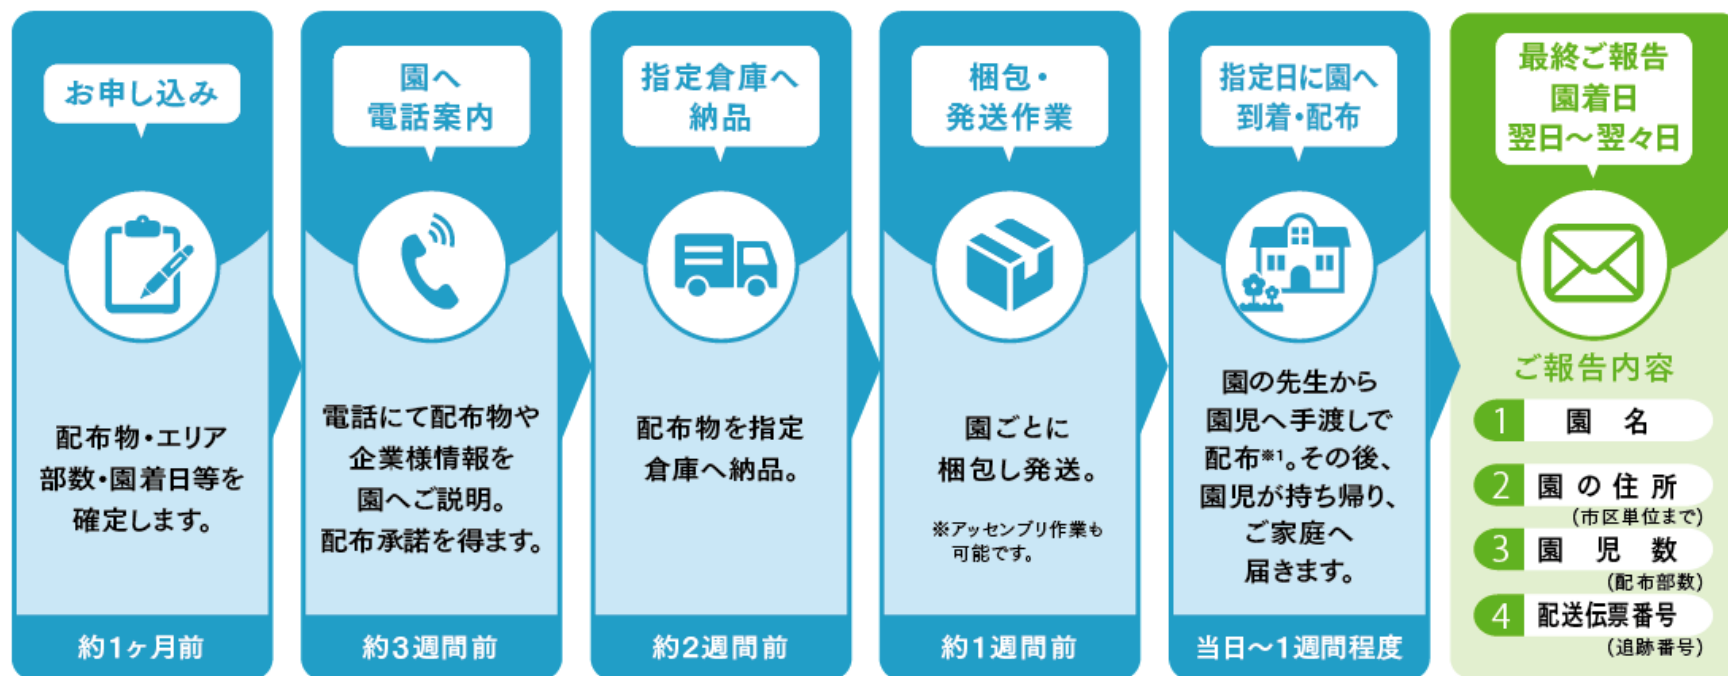 お申し込み
配布物・エリア
部数・園着日等を
確定します。
約1ヶ月前
園へ
電話案内
電話にて配布物や
企業様情報を
園へご説明。
配布承諾を得ます。
約3週間前
指定倉庫へ
納品
配布物を指定
倉庫へ納品。
約2週間前
梱包・
発送作業
園ごとに
梱包し発送。
※アッセンブリ作業も
可能です。
約1週間前
指定日に園へ
到着・配布
園の先生から
園児へ手渡しで
配布※1。その後、
園児が持ち帰り、
ご家庭へ
届きます。
当日〜1週間程度
最終ご報告
園着日
翌日〜翌々日
ご報告内容
1 園名
2 園の住所
(市区単位まで)
3 園児数
(配布部数)
4 配送伝票番号
(追跡番号)